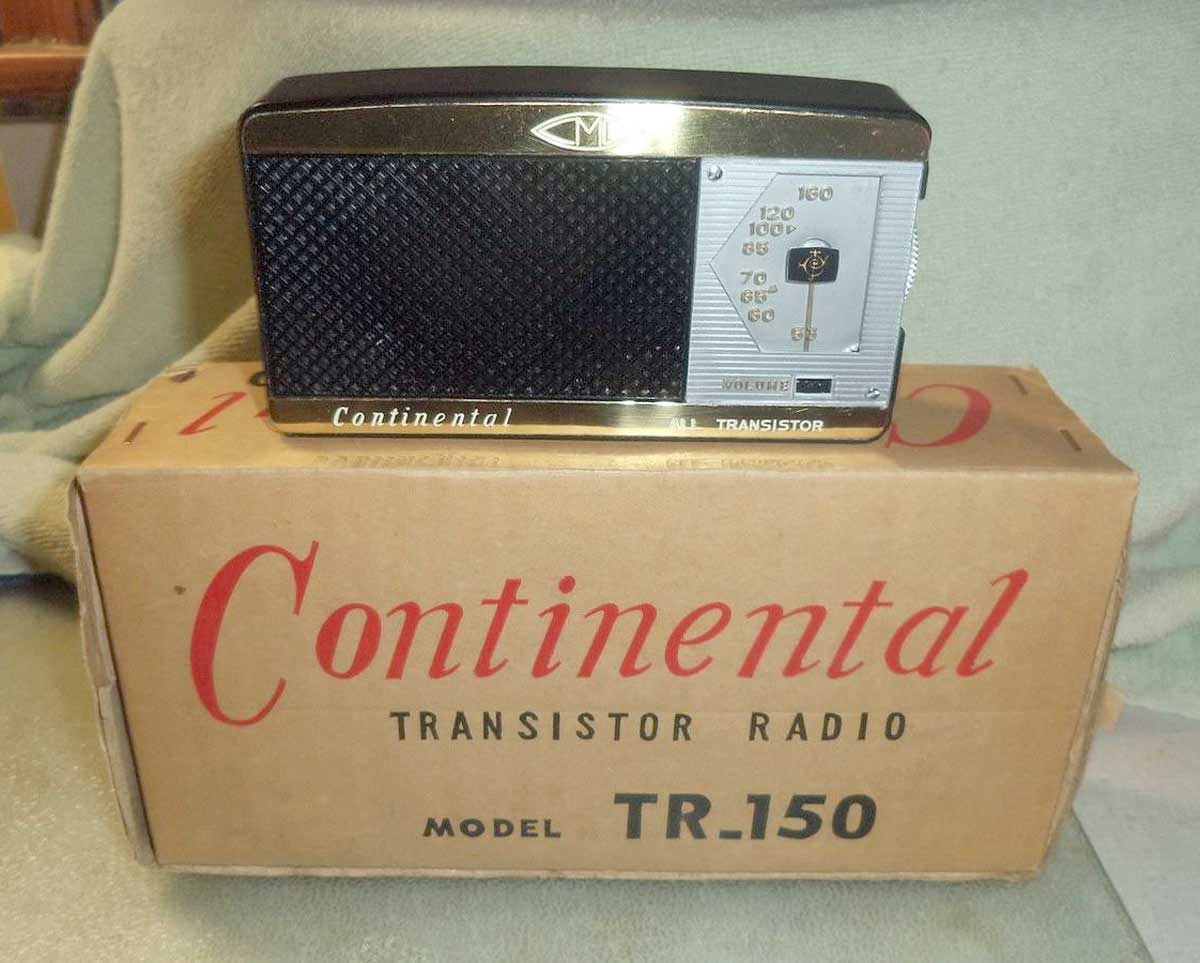 160
120
100
85
70
65
60
55
VOLUME
Continental
ALL TRANSISTOR
Continental
TRANSISTOR RADIO
MODEL TR-150